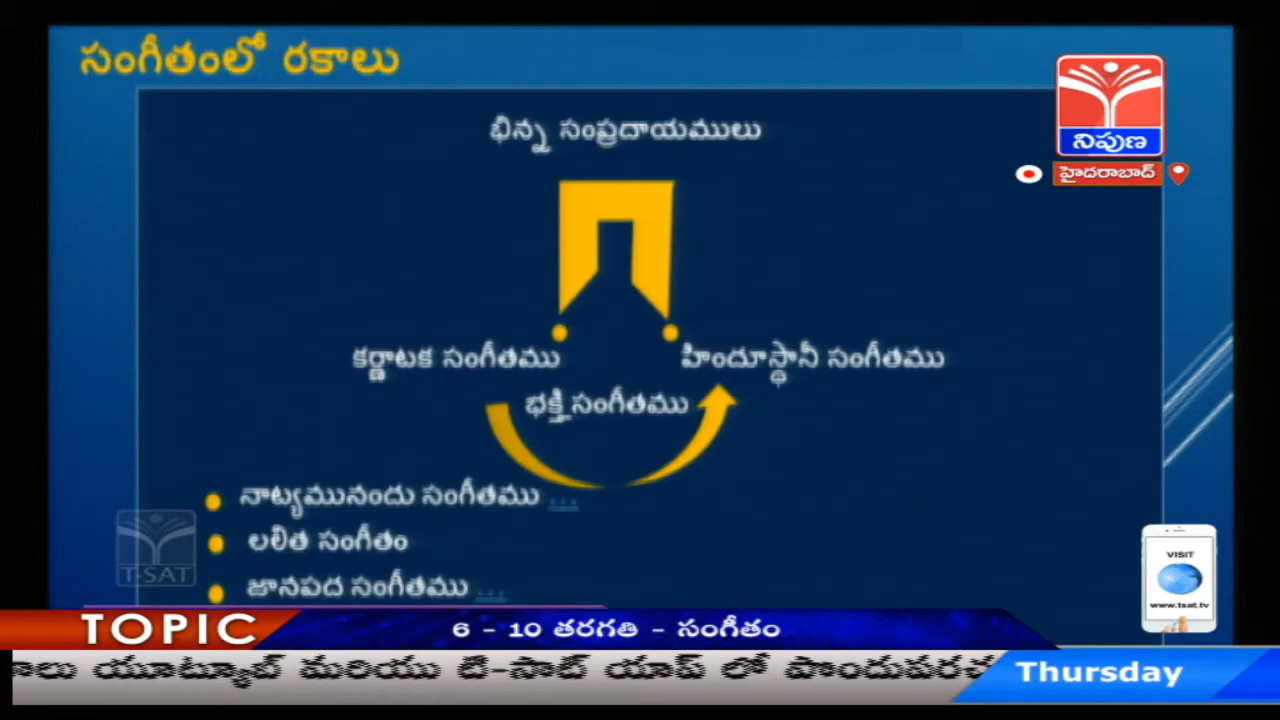 సంగీతంలో రకాలు
భిన్న సంప్రదాయములు
నిపుణ
హైదరాబాద్
కర్ణాటక సంగీతము
హిందూస్థానీ సంగీతము
భక్తి సంగీతము
నాట్యమునందు సంగీతము ...
లలిత సంగీతం
జానపద సంగీతము ...
T-SAT
VISIT
www.tsat.tv
TOPIC
6 - 10 తరగతి - సంగీతం
యూట్యూబ్ మరియు టి-సాట్ యాప్ లో
Thursday